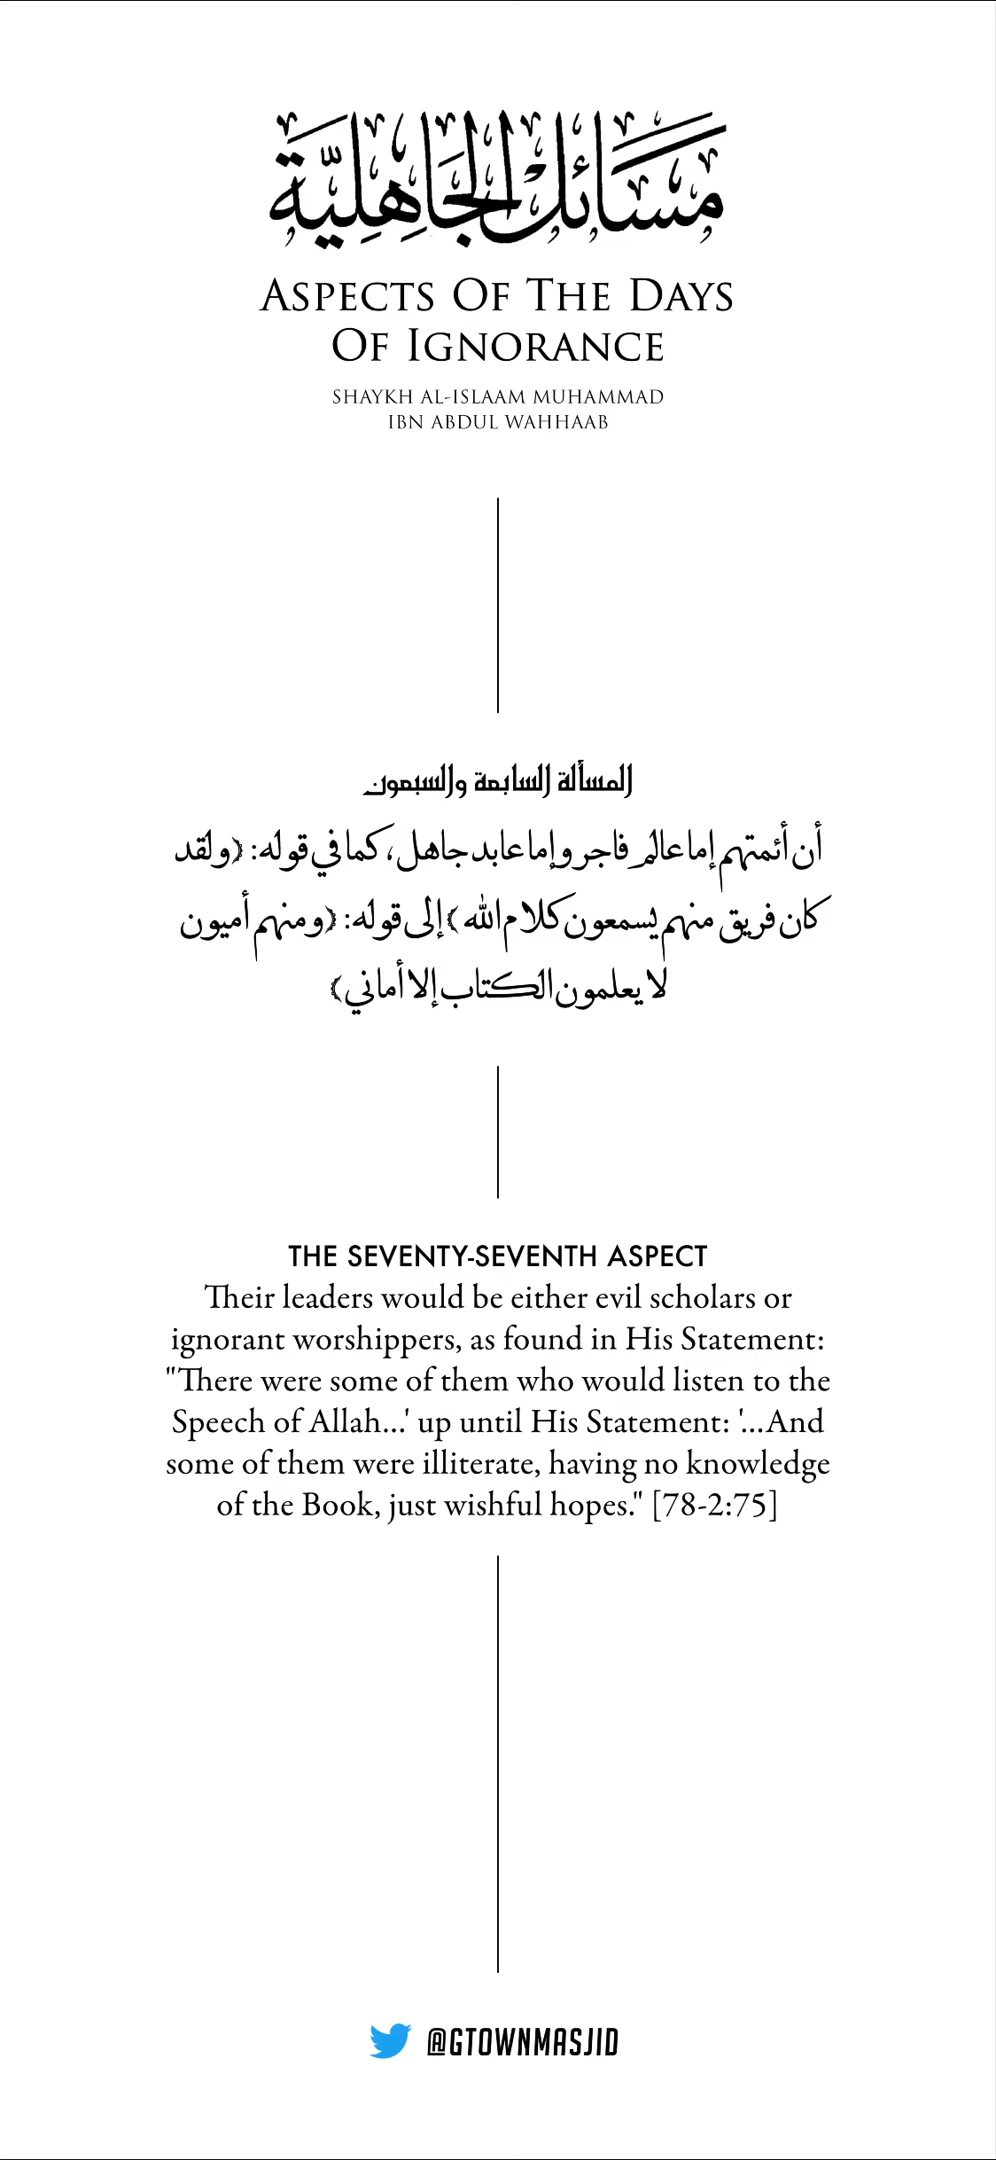 مَسَائِلُ الْجَاهِلِيَّةِ
ASPECTS OF THE DAYS
OF IGNORANCE
SHAYKH AL-ISLAAM MUHAMMAD
IBN ABDUL WAHHAAB
المسألة السابعة والسبعون
أن أئمتهم إما عالم فاجر وإما عابد جاهل، كما في قوله: ﴿ولقد
كان فريق منهم يسمعون كلام الله﴾ إلى قوله: ﴿ومنهم أميون
لا يعلمون الكتاب إلا أماني﴾
THE SEVENTY-SEVENTH ASPECT
Their leaders would be either evil scholars or
ignorant worshippers, as found in His Statement:
"There were some of them who would listen to the
Speech of Allah...' up until His Statement: '...And
some of them were illiterate, having no knowledge
of the Book, just wishful hopes." [78-2:75]
@GTOWNMASJID